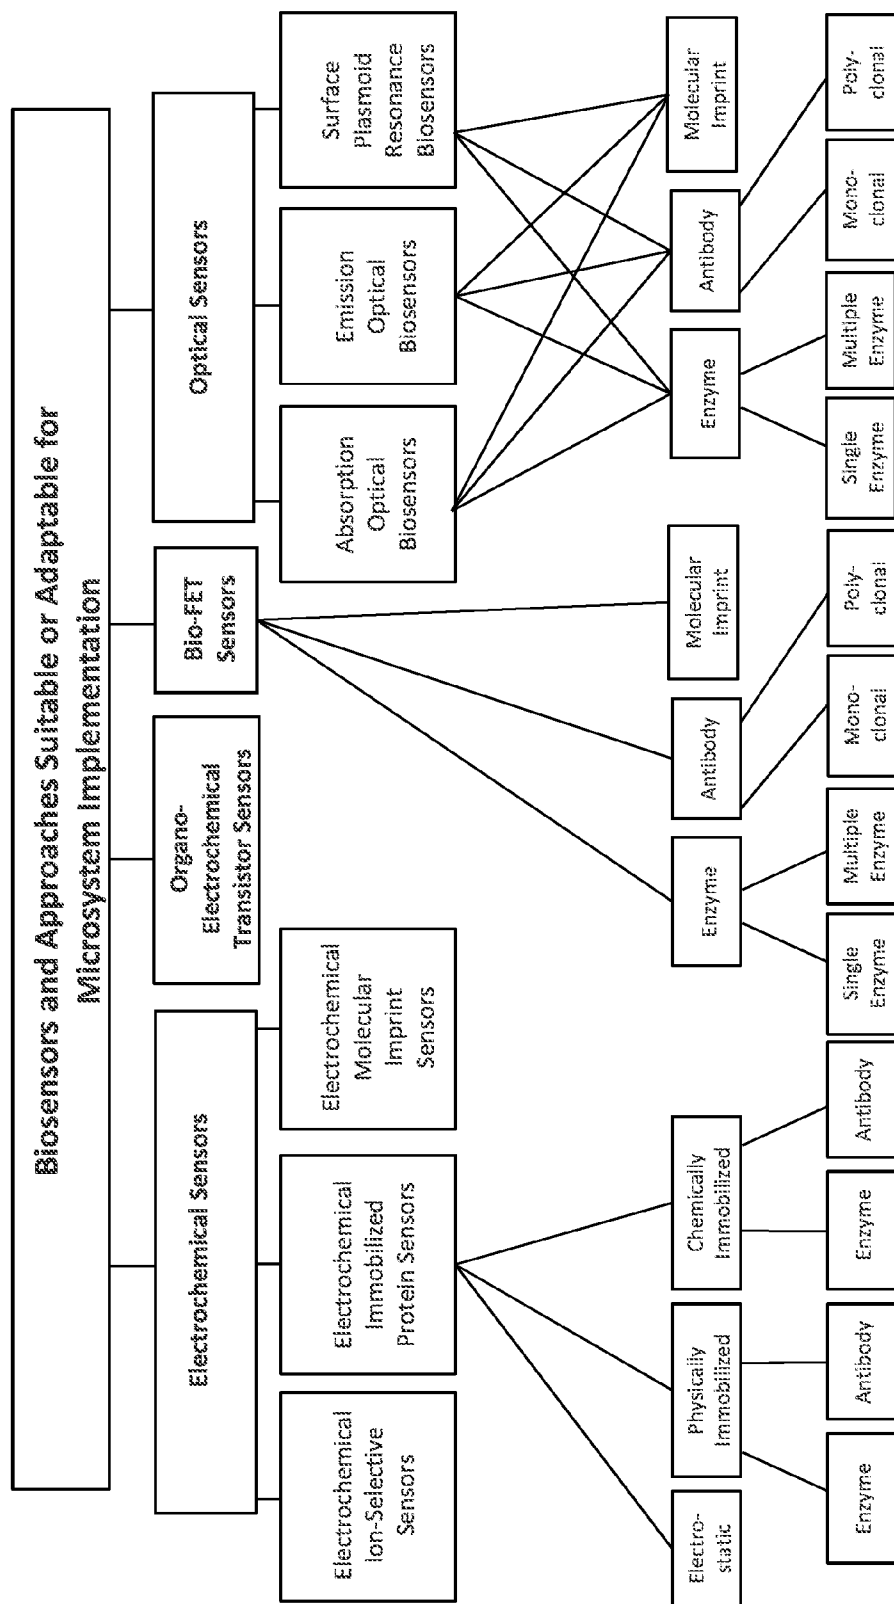 Biosensors and Approaches Suitable or Adaptable for
Microsystem Implementation
Electrochemical Sensors
Organo-
Electrochemical
Transistor Sensors
Bio-FET
Sensors
Optical Sensors
Electrochemical
Ion-Selective
Sensors
Electrochemical
Immobilized
Protein Sensors
Electrochemical
Molecular
Imprint
Sensors
Absorption
Optical
Biosensors
Emission
Optical
Biosensors
Surface
Plasmoid
Resonance
Biosensors
Electro-
static
Physically
Immobilized
Chemically
Immobilized
Enzyme
Antibody
Molecular
Imprint
Enzyme
Antibody
Molecular
Imprint
Enzyme
Antibody
Enzyme
Antibody
Single
Enzyme
Multiple
Enzyme
Mono-
clonal
Poly-
clonal
Single
Enzyme
Multiple
Enzyme
Mono-
clonal
Poly-
clonal